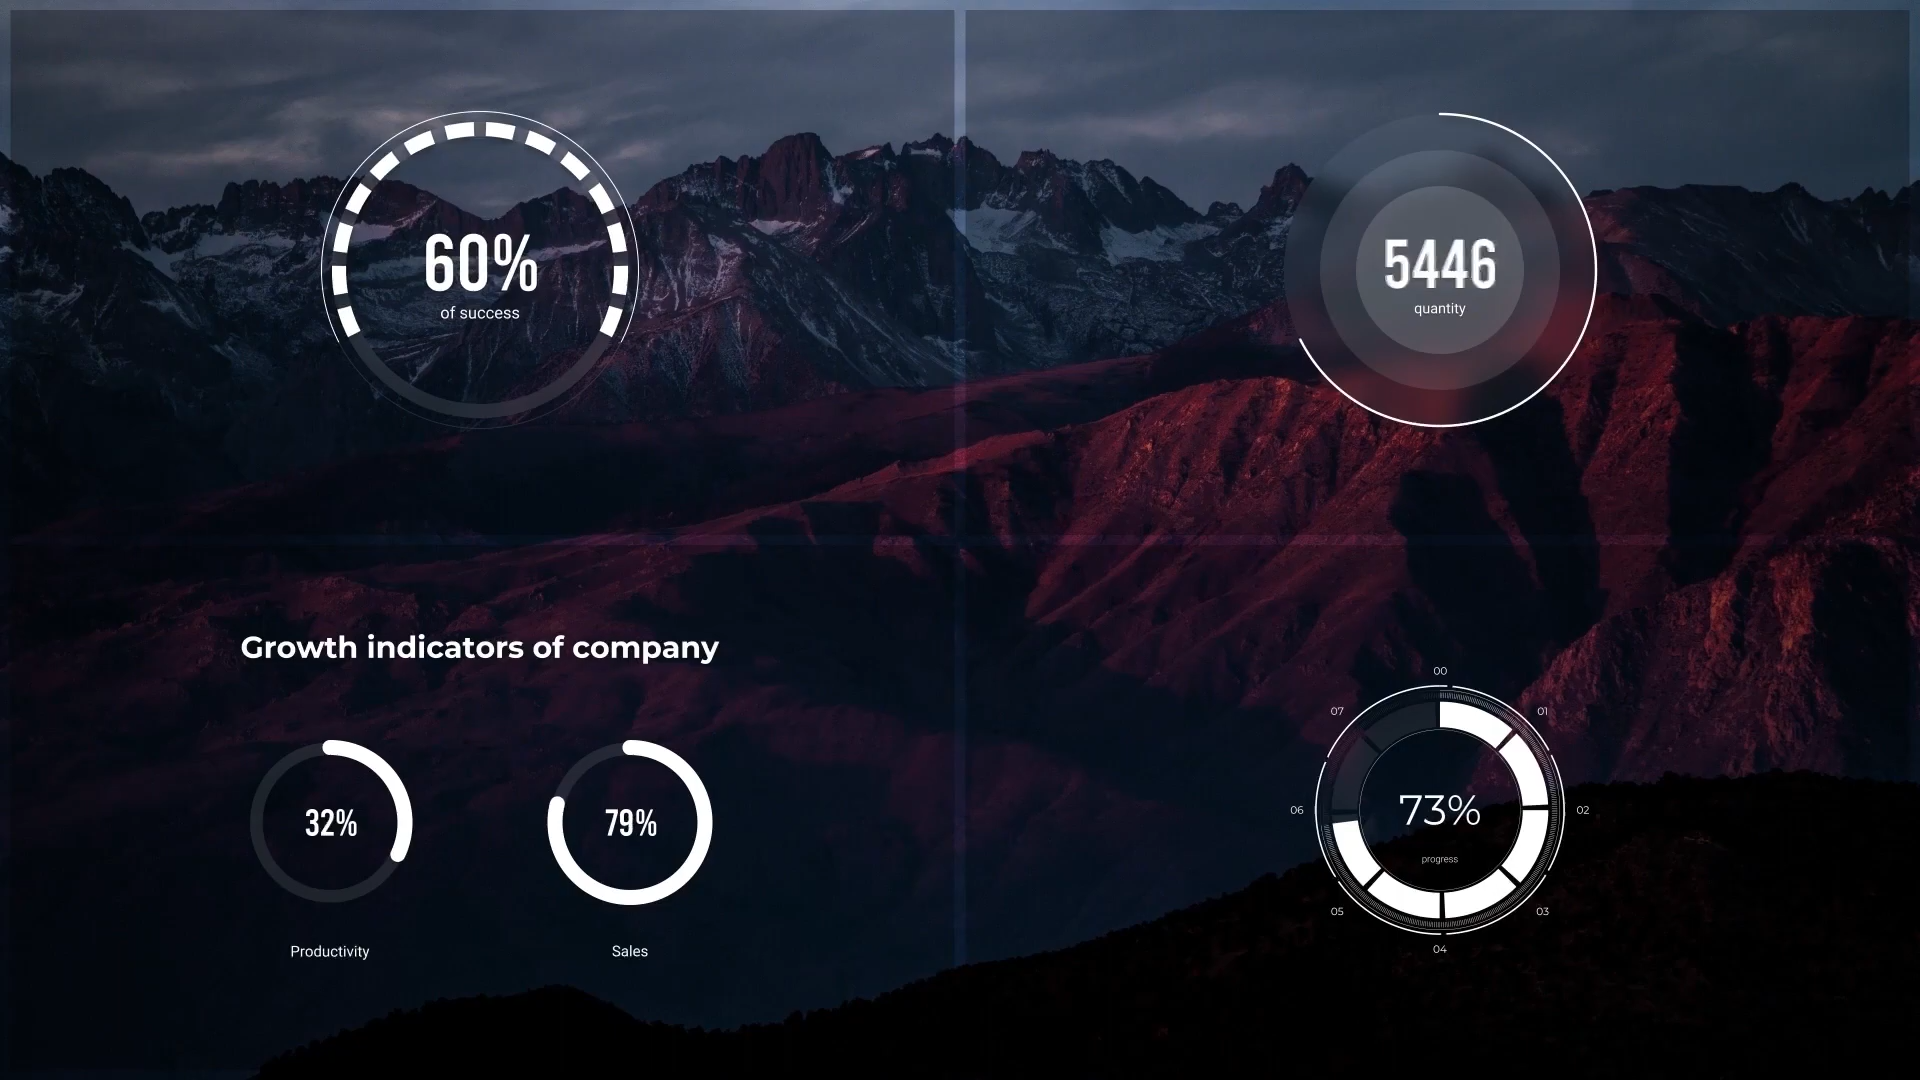 60%
of success
5446
quantity
Growth indicators of company
32%
Productivity
79%
Sales
00
01
02
03
04
05
06
07
73%
progress